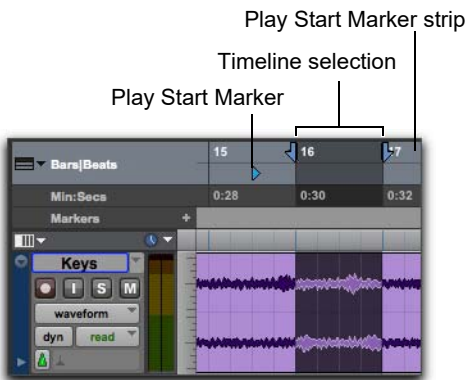 Play Start Marker strip
Timeline selection
Play Start Marker
Bars|Beats
15
16
17
Min:Secs
0:28
0:30
0:32
Markers
+
Keys
I
S
M
waveform
dyn
read